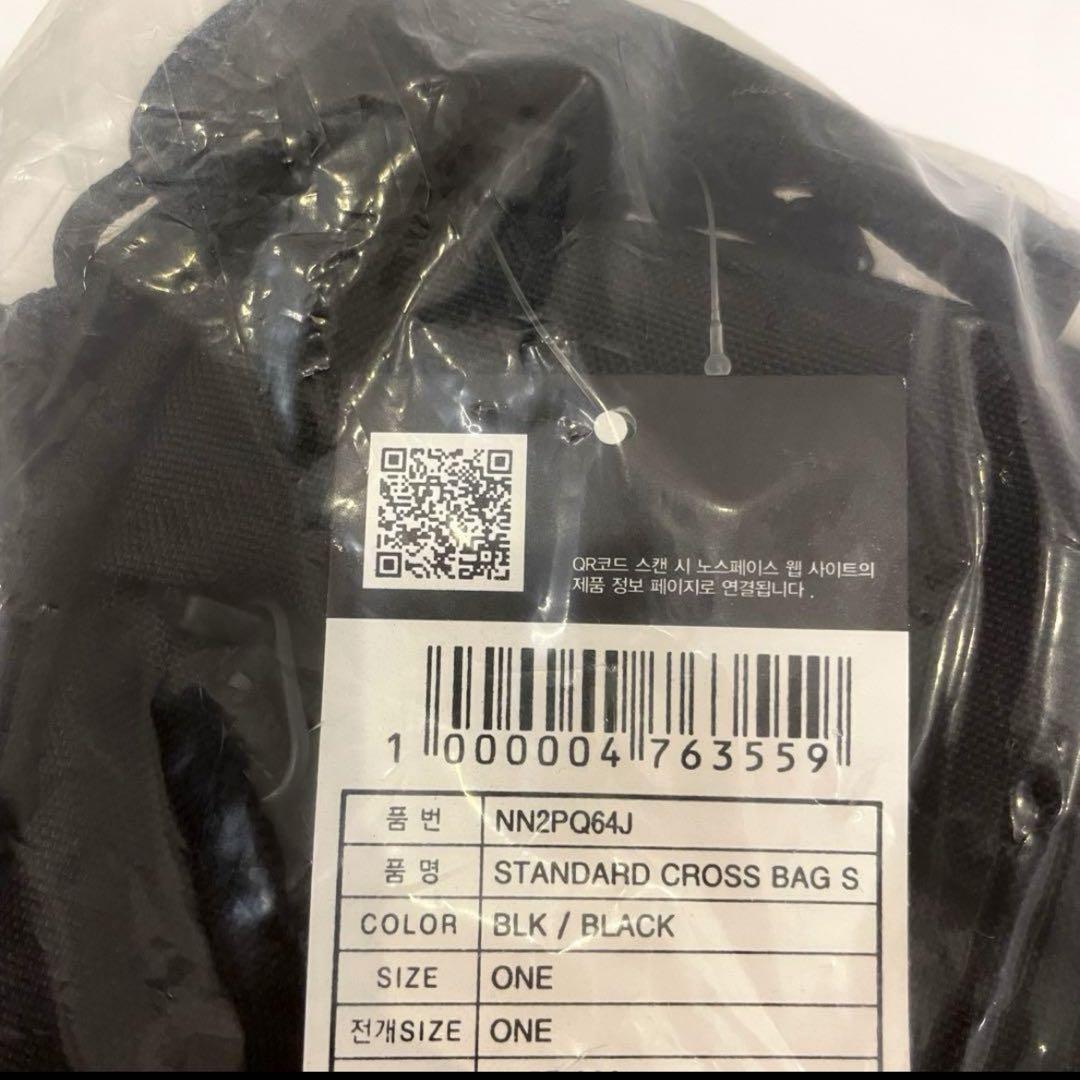 QR코드 스캔 시 노스페이스 웹 사이트의
제품 정보 페이지로 연결됩니다.
1 000004 763559
품 번 NN2PQ64J
품 명 STANDARD CROSS BAG S
COLOR BLK / BLACK
SIZE ONE
전개SIZE ONE